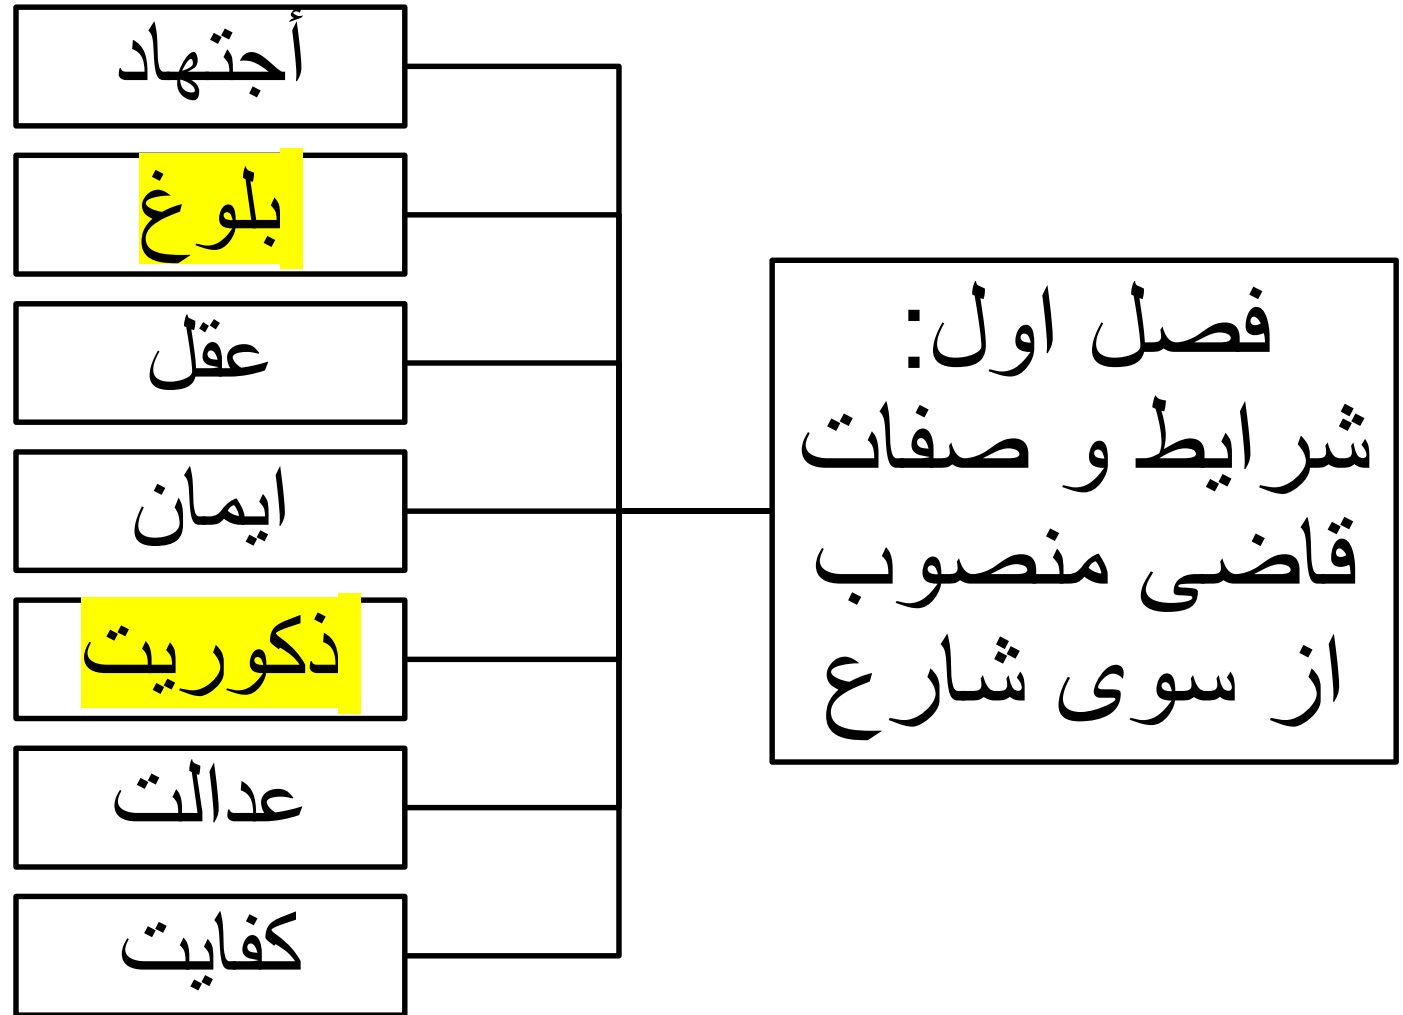 فصل اول:
شرایط و صفات
قاضی منصوب
از سوی شارع
أجتهاد
بلوغ
عقل
ایمان
ذکوریت
عدالت
کفایت